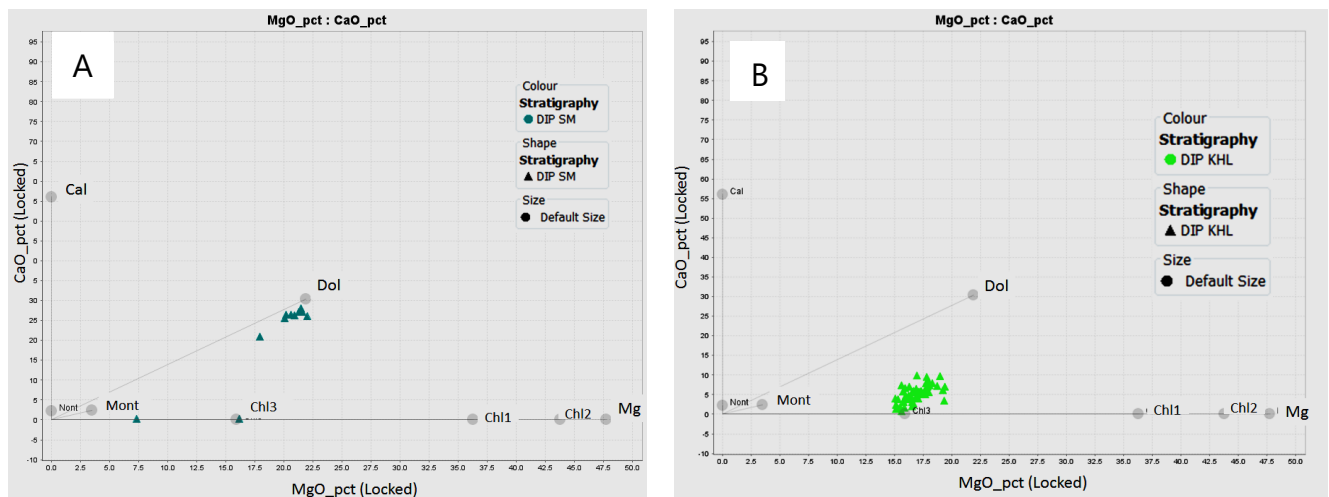 MgO_pct : CaO_pct
A
95
90
85
80
75
70
65
5
0
5
0
5
0
5
30
25
20
15
10
5
0
-5
-10
CaO_pct (Locked)
Colour
Stratigraphy
DIP SM
Shape
Stratigraphy
DIP SM
Size
Default Size
Cal
Dol
Nont
Mont
Chl3
Chl1
Chl2
Mg
0.0 2.5 5.0 7.5 10.0 12.5 15.0 17.5 20.0 22.5 25.0 27.5 30.0 32.5 35.0 37.5 40.0 42.5 45.0 47.5 50.0
MgO_pct (Locked)
MgO_pct : CaO_pct
B
95
90
85
80
75
70
65
60
55
50
45
40
35
30
25
20
15
10
5
0
-5
-10
CaO_pct (Locked)
Colour
Stratigraphy
DIP KHL
Shape
Stratigraphy
DIP KHL
Size
Default Size
Cal
Dol
Nont
Mont
Chl3
Chl1
Chl2
Mg
0.0 2.5 5.0 7.5 10.0 12.5 15.0 17.5 20.0 22.5 25.0 27.5 30.0 32.5 35.0 37.5 40.0 42.5 45.0 47.5 50.0
MgO_pct (Locked)